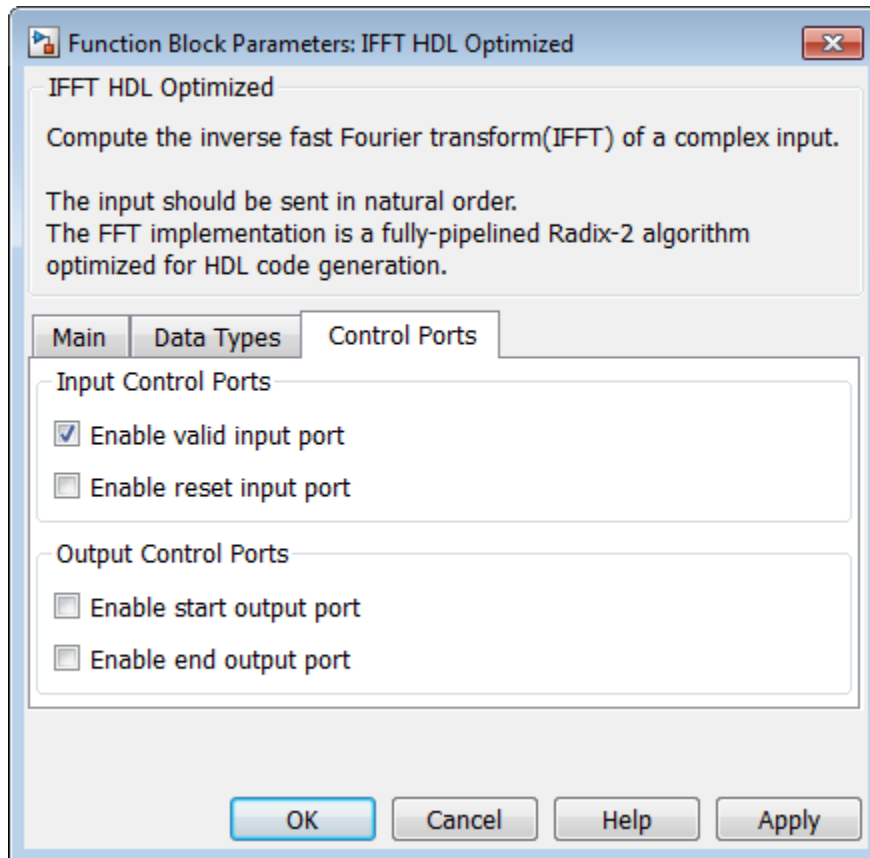 Function Block Parameters: IFFT HDL Optimized
IFFT HDL Optimized
Compute the inverse fast Fourier transform(IFFT) of a complex input.
The input should be sent in natural order.
The FFT implementation is a fully-pipelined Radix-2 algorithm
optimized for HDL code generation.
Main Data Types Control Ports
Input Control Ports
Enable valid input port
Enable reset input port
Output Control Ports
Enable start output port
Enable end output port
OK Cancel Help Apply